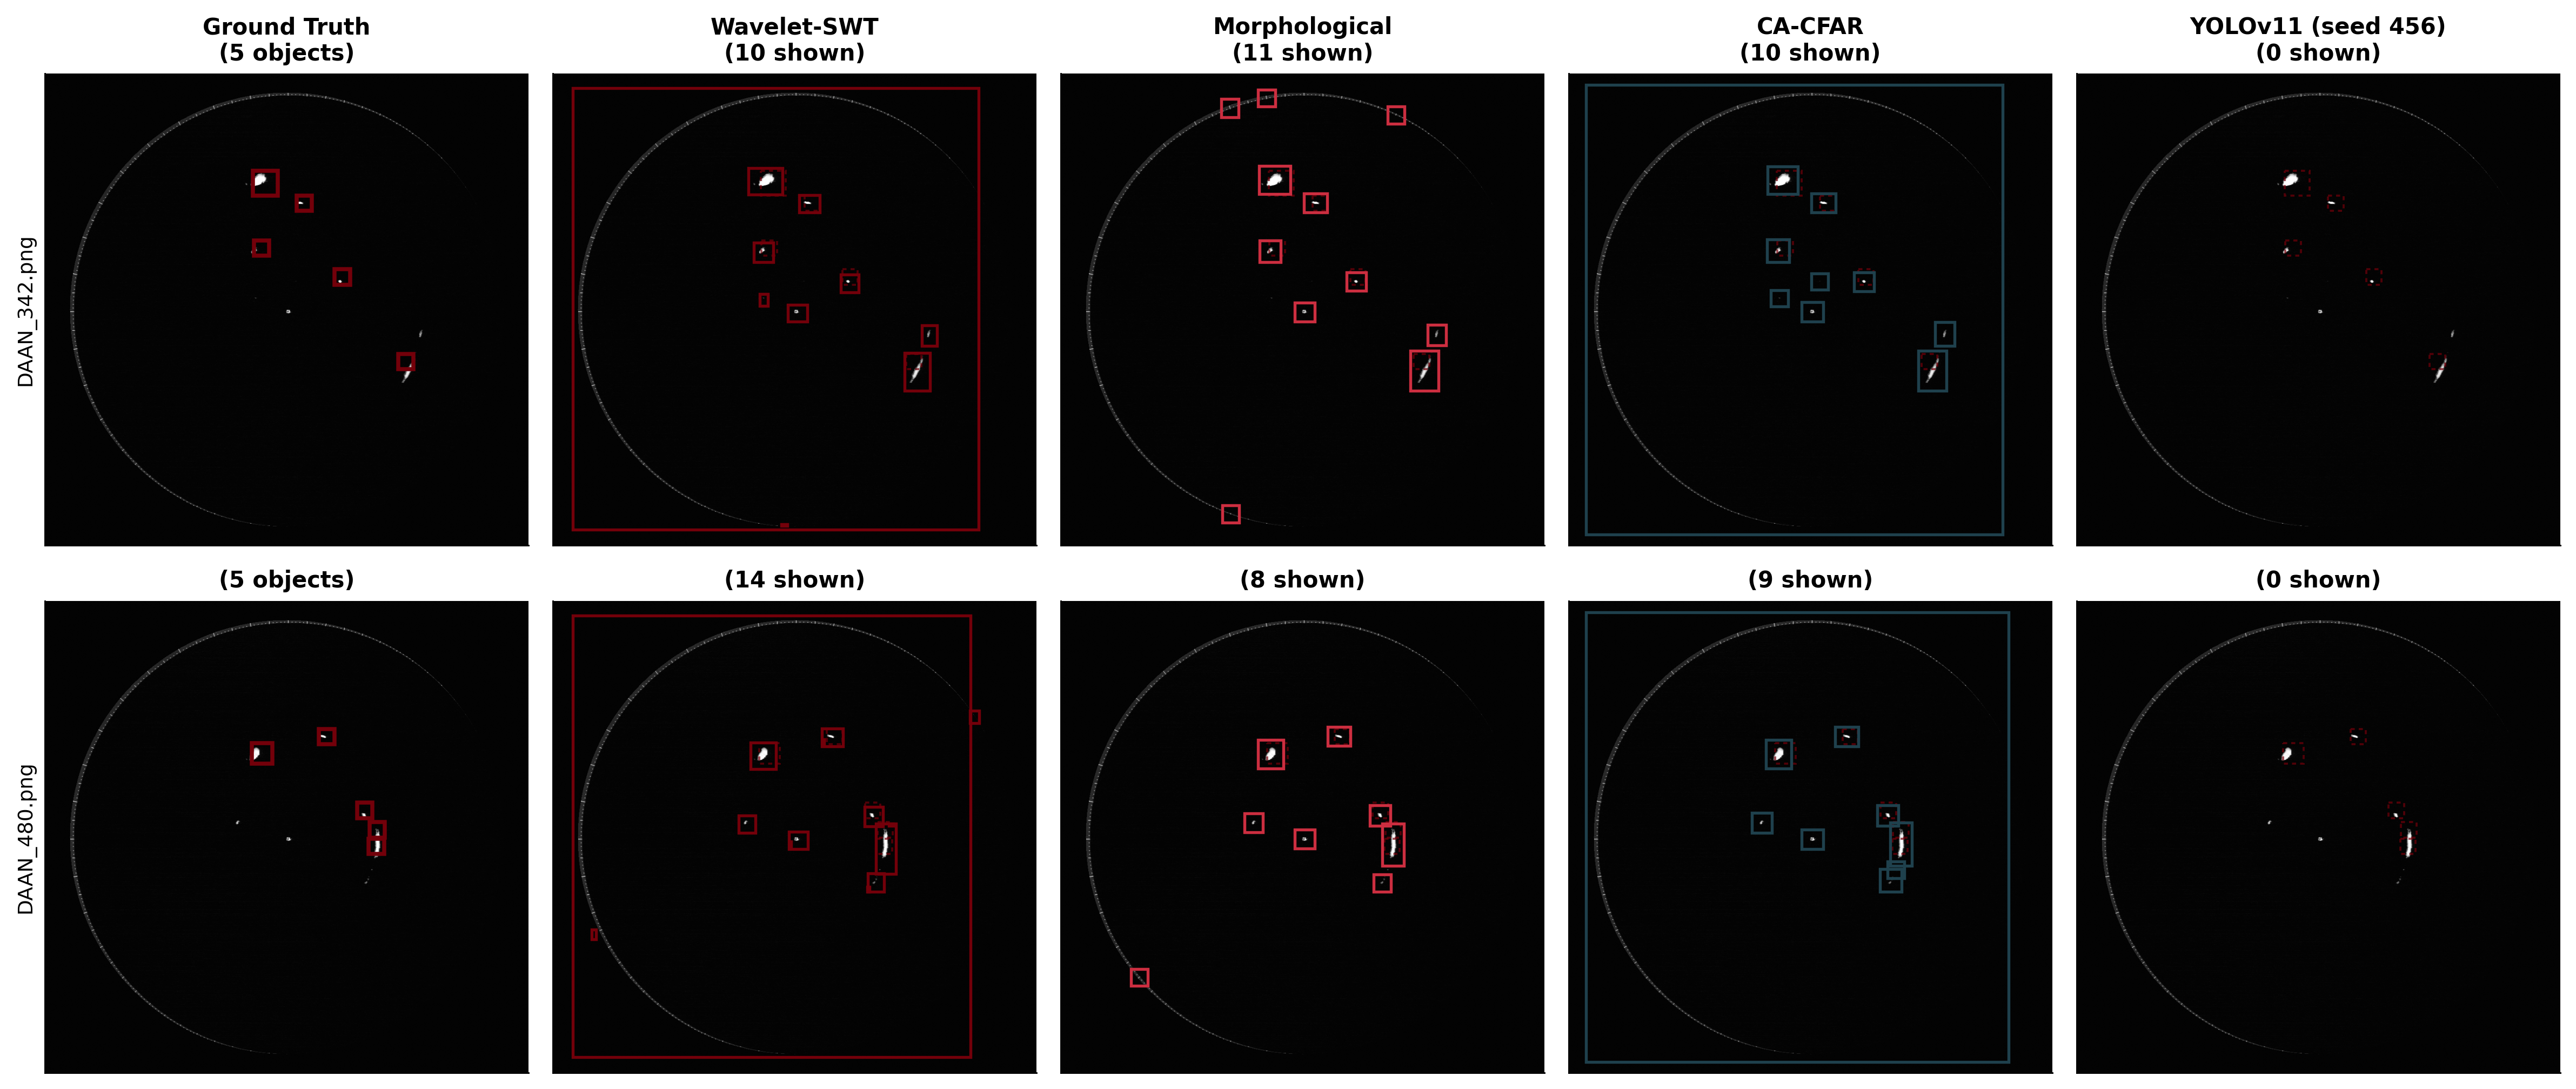 Ground Truth
(5 objects)
Wavelet-SWT
(10 shown)
Morphological
(11 shown)
CA-CFAR
(10 shown)
YOLOv11 (seed 456)
(0 shown)
DAAN_342.png
(5 objects)
(14 shown)
(8 shown)
(9 shown)
(0 shown)
DAAN_480.png